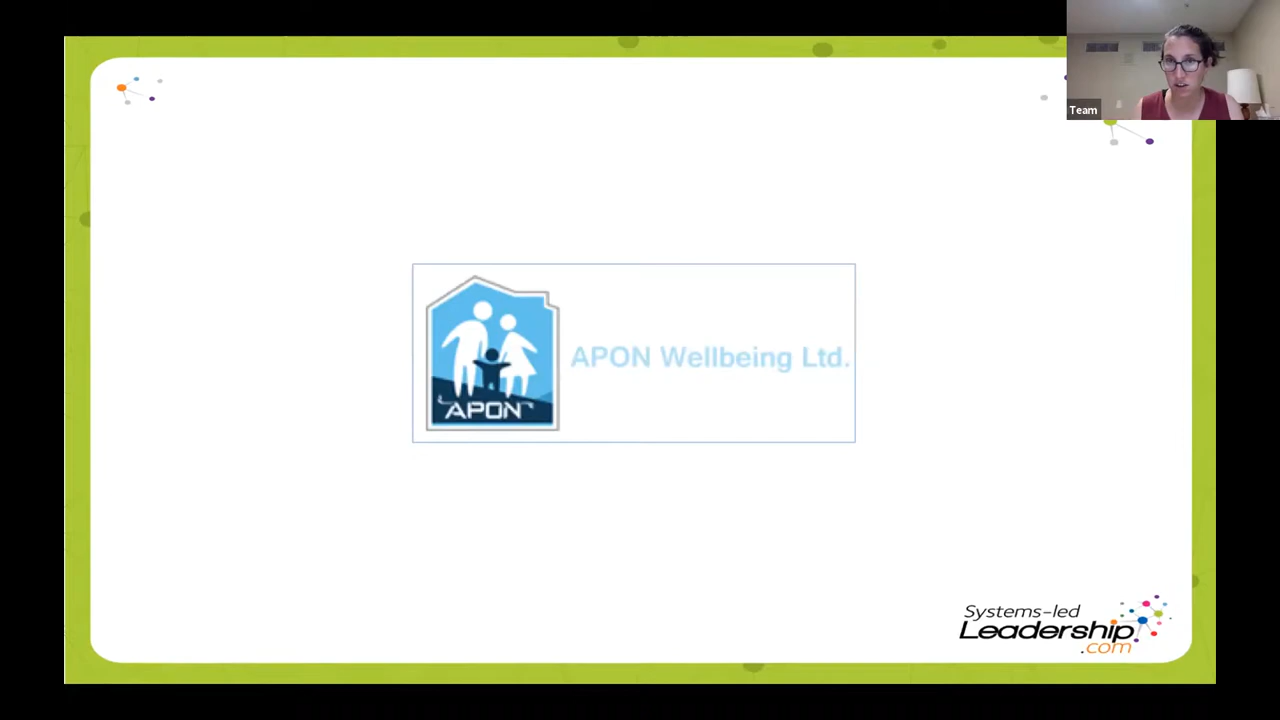 Team
APON Wellbeing Ltd.
APON
Systems-led
Leadership
.com